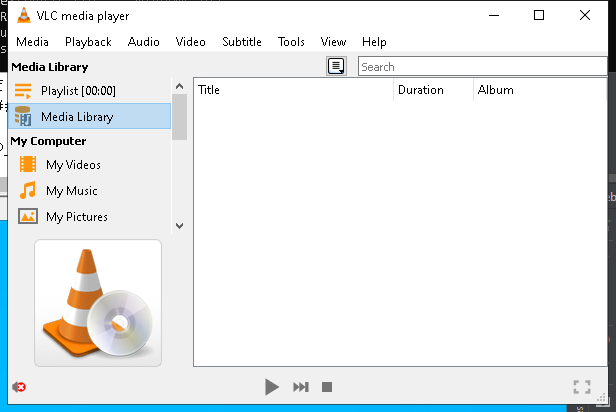 VLC media player
Media Playback Audio Video Subtitle Tools View Help
Media Library
Search
Playlist [00:00]
Title Duration Album
Media Library
My Computer
My Videos
My Music
My Pictures